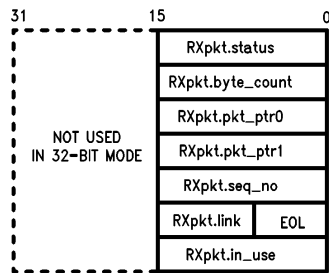 31 15 0
RXpkt.status
RXpkt.byte_count
RXpkt.pkt_ptr0
NOT USED
IN 32-BIT MODE
RXpkt.pkt_ptr1
RXpkt.seq_no
RXpkt.link EOL
RXpkt.in_use